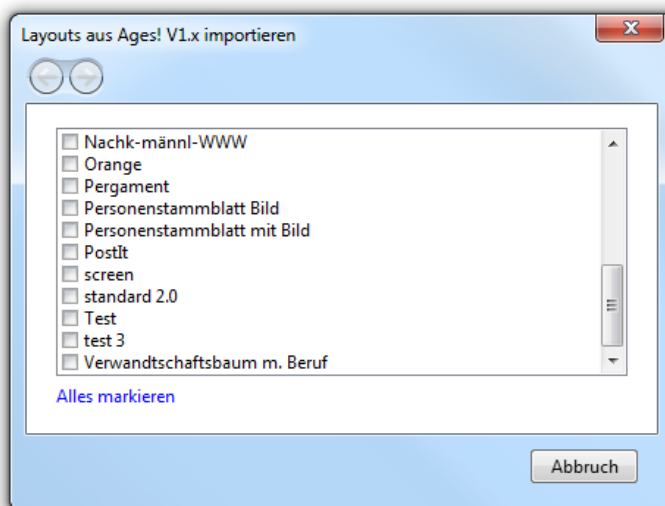 Layouts aus Ages! V1.x importieren
Nachk-männl-WWW
Orange
Pergament
Personenstammblatt Bild
Personenstammblatt mit Bild
PostIt
screen
standard 2.0
Test
test 3
Verwandtschaftsbaum m. Beruf
Alles markieren
Abbruch